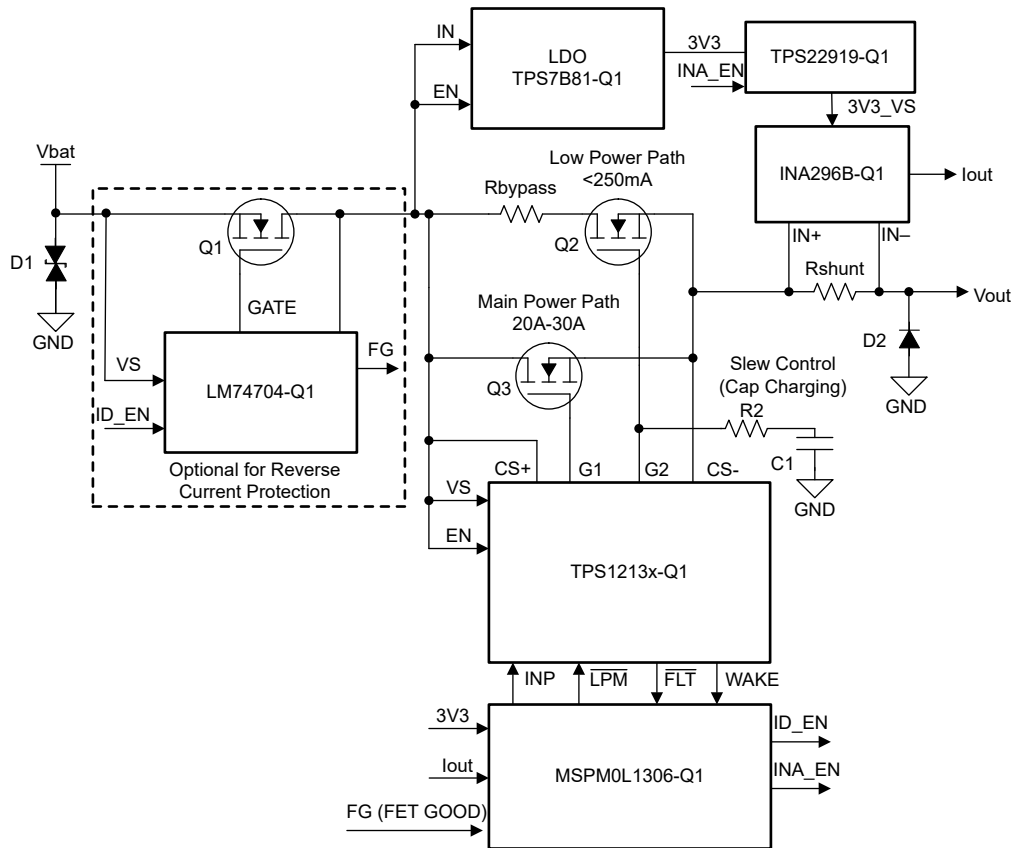 IN
EN
LDO
TPS7B81-Q1
3V3
INA_EN
TPS22919-Q1
3V3_VS
INA296B-Q1
Iout
IN+
IN–
Vbat
D1
GND
Q1
GATE
VS
ID_EN
LM74704-Q1
FG
Optional for Reverse
Current Protection
Low Power Path
<250mA
Rbypass
Q2
Main Power Path
20A-30A
Q3
Rshunt
Vout
D2
GND
Slew Control
(Cap Charging)
R2
C1
GND
CS+
G1
G2
CS-
VS
EN
TPS1213x-Q1
INP
LPM
FLT
WAKE
3V3
Iout
FG (FET GOOD)
MSPM0L1306-Q1
ID_EN
INA_EN